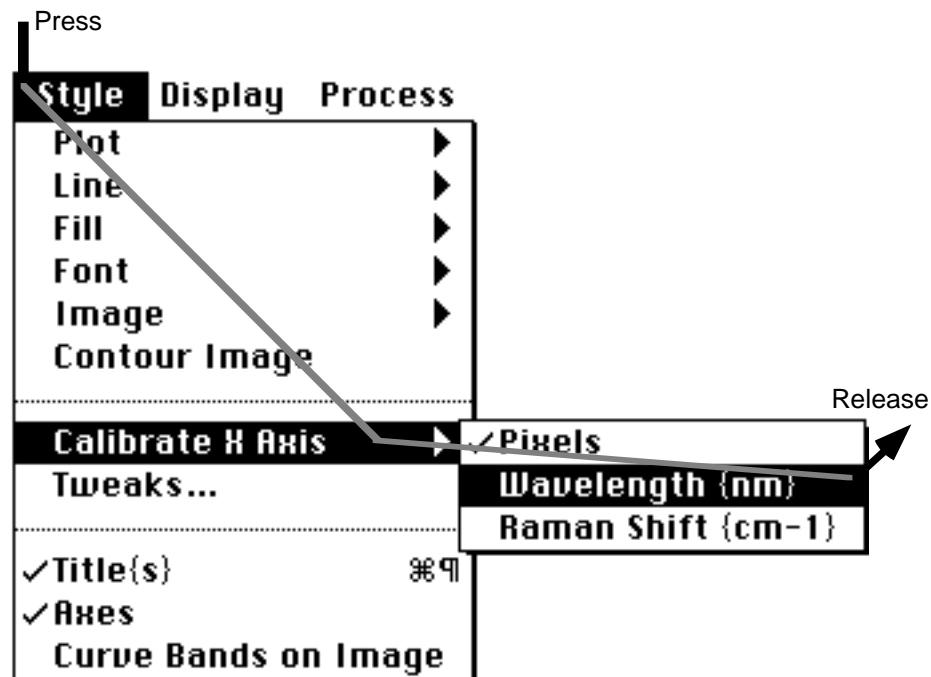 Press
Style Display Process
Plot
Line
Fill
Font
Image
Contour Image
Release
Calibrate X Axis
✓Pixels
Tweaks...
Wavelength {nm}
Raman Shift {cm-1}
✓Title{s} ⌘¶
✓Axes
Curve Bands on Image